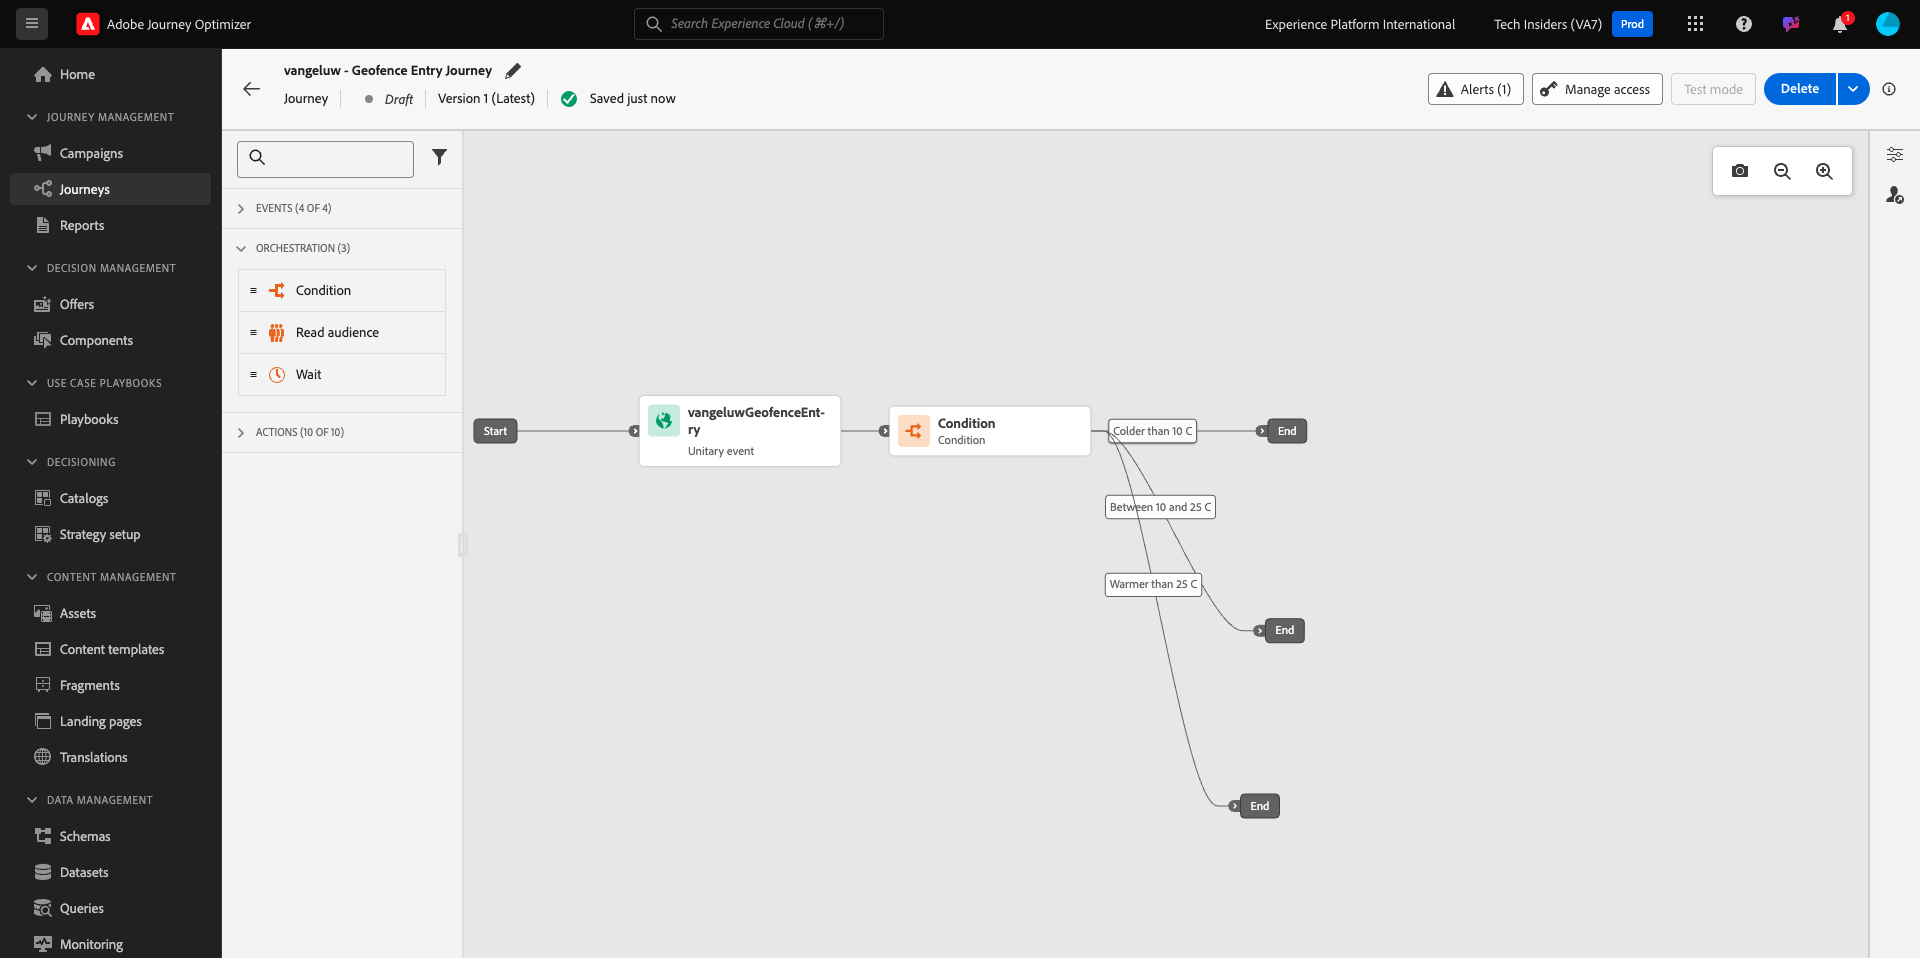 Adobe Journey Optimizer
Search Experience Cloud (⌘+/)
Experience Platform International
Tech Insiders (VA7)
Prod
1
Home
JOURNEY MANAGEMENT
Campaigns
Journeys
Reports
DECISION MANAGEMENT
Offers
Components
USE CASE PLAYBOOKS
Playbooks
DECISIONING
Catalogs
Strategy setup
CONTENT MANAGEMENT
Assets
Content templates
Fragments
Landing pages
Translations
DATA MANAGEMENT
Schemas
Datasets
Queries
Monitoring
vangeluw - Geofence Entry Journey
Journey
Draft
Version 1 (Latest)
Saved just now
Alerts (1)
Manage access
Test mode
Delete
EVENTS (4 OF 4)
ORCHESTRATION (3)
Condition
Read audience
Wait
ACTIONS (10 OF 10)
Start
vangeluwGeofenceEnt-
ry
Unitary event
Condition
Condition
Colder than 10 C
End
Between 10 and 25 C
Warmer than 25 C
End
End